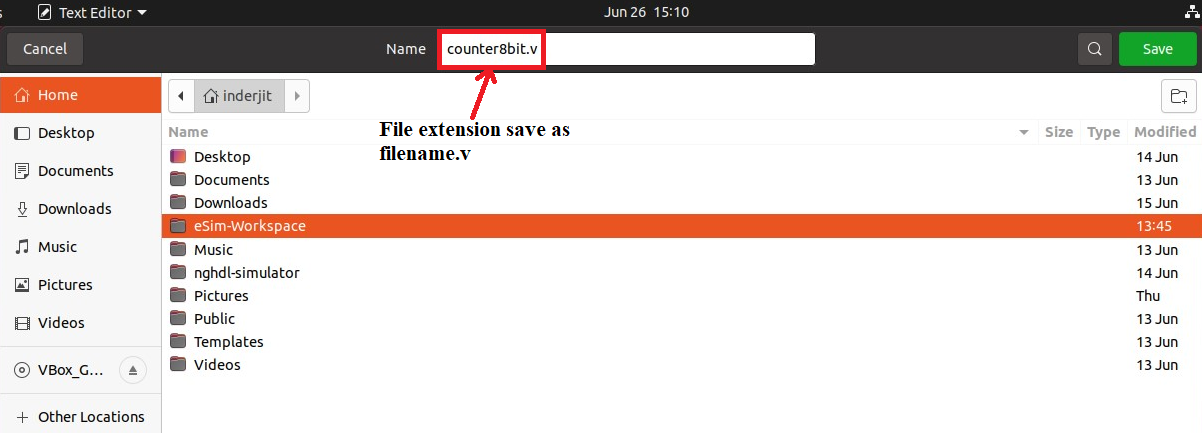 s Text Editor Jun 26 15:10
Cancel Name counter8bit.v Save
Home
Desktop
Documents
Downloads
Music
Pictures
Videos
VBox_G...
Other Locations
inderjit
File extension save as
filename.v
Name Size Type Modified
Desktop 14 Jun
Documents 13 Jun
Downloads 15 Jun
eSim-Workspace 13:45
Music 13 Jun
nghdl-simulator 14 Jun
Pictures Thu
Public 13 Jun
Templates 13 Jun
Videos 13 Jun